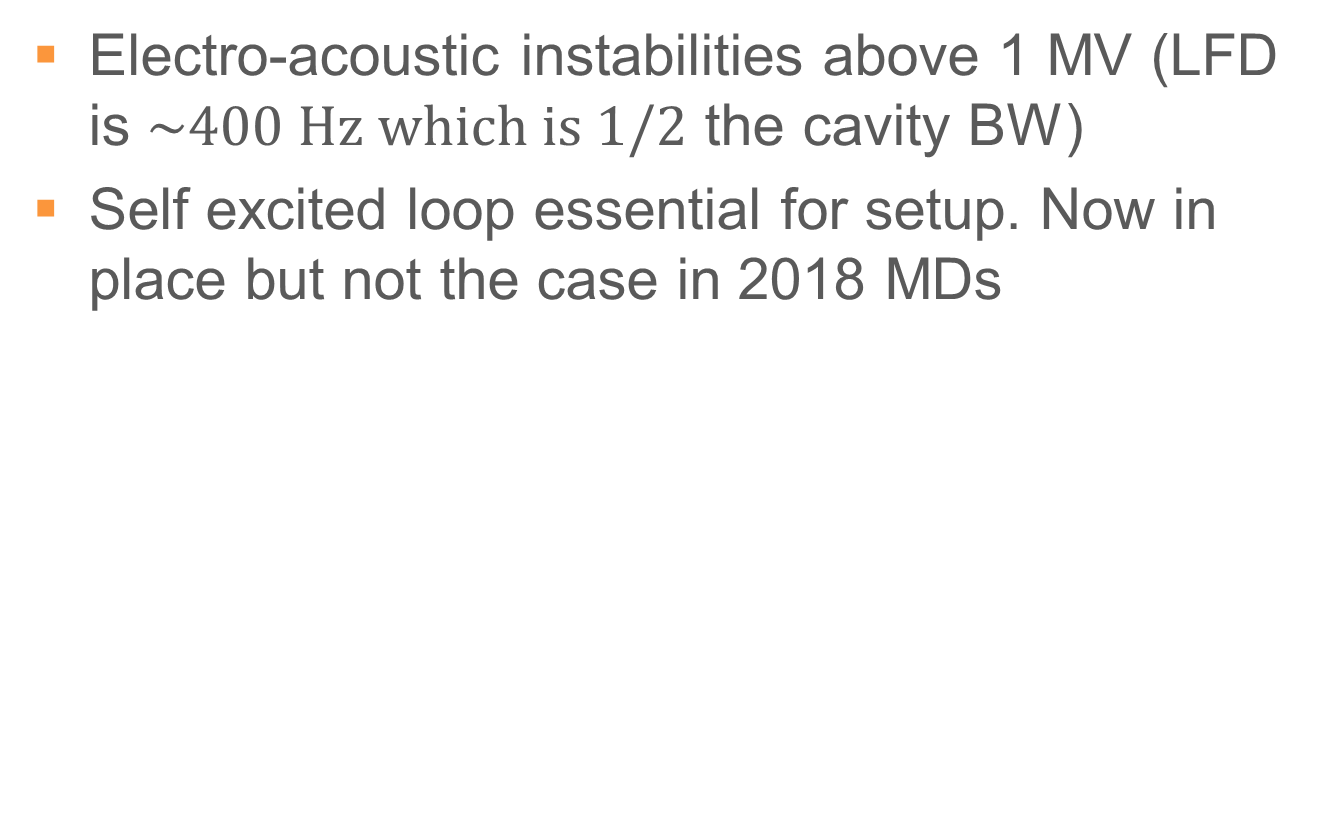 ▪ Electro-acoustic instabilities above 1 MV (LFD
is ~400 Hz which is 1/2 the cavity BW)
▪ Self excited loop essential for setup. Now in
place but not the case in 2018 MDs